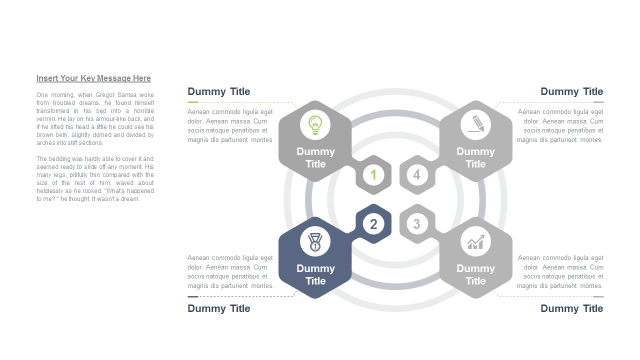 Insert Your Key Message Here
One morning, when Gregor Samsa woke
from troubled dreams, he found himself
transformed in his bed into a horrible
vermin. He lay on his armour-like back, and
if he lifted his head a little he could see his
brown belly, slightly domed and divided by
arches into stiff sections.
The bedding was hardly able to cover it and
seemed ready to slide off any moment. His
many legs, pitifully thin compared with the
size of the rest of him, waved about
helplessly as he looked. "What's happened
to me? " he thought. It wasn't a dream.
Dummy Title
Aenean commodo ligula eget
dolor. Aenean massa. Cum
sociis natoque penatibus et
magnis dis parturient montes.
Dummy
Title
1
Dummy Title
Aenean commodo ligula eget
dolor. Aenean massa. Cum
sociis natoque penatibus et
magnis dis parturient montes.
Dummy
Title
4
2
Dummy
Title
Aenean commodo ligula eget
dolor. Aenean massa. Cum
sociis natoque penatibus et
magnis dis parturient montes.
Dummy Title
3
Dummy
Title
Aenean commodo ligula eget
dolor. Aenean massa. Cum
sociis natoque penatibus et
magnis dis parturient montes.
Dummy Title